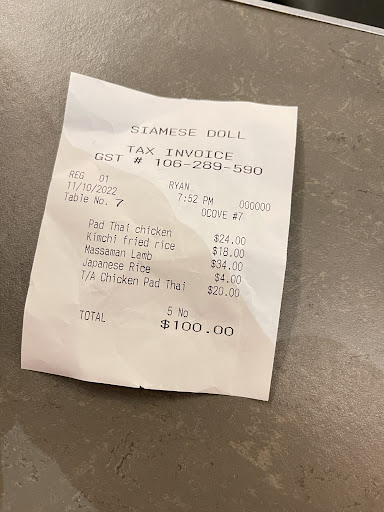 SIAMESE DOLL
TAX INVOICE
GST # 106-289-590
REG 01 RYAN 000000
11/10/2022 7:52 PM
Table No. 7 0COVE #7
Pad Thai chicken $24.00
Kimchi fried rice $18.00
Massaman Lamb $34.00
Japanese Rice $4.00
T/A Chicken Pad Thai $20.00
5 No
TOTAL $100.00